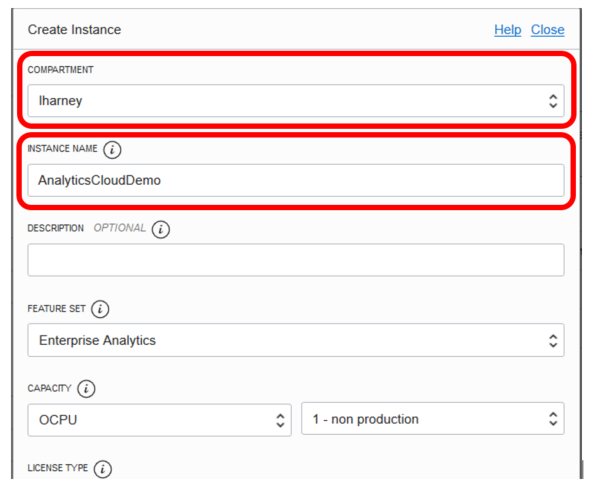 Create Instance Help Close
COMPARTMENT
lharney
INSTANCE NAME i
AnalyticsCloudDemo
DESCRIPTION OPTIONAL i
FEATURE SET i
Enterprise Analytics
CAPACITY i
OCPU 1 - non production
LICENSE TYPE i